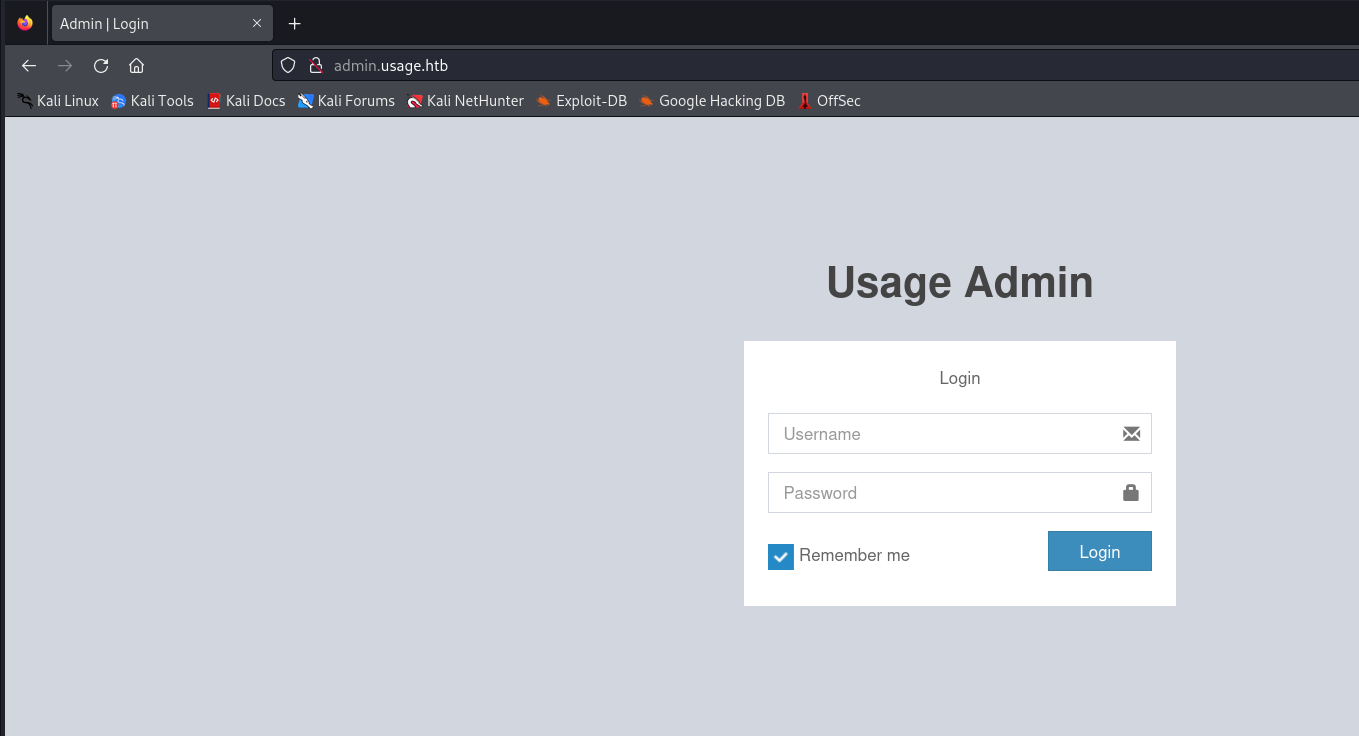 Admin | Login
admin.usage.htb
Kali Linux Kali Tools Kali Docs Kali Forums Kali NetHunter Exploit-DB Google Hacking DB OffSec
Usage Admin
Login
Username
Password
Remember me Login